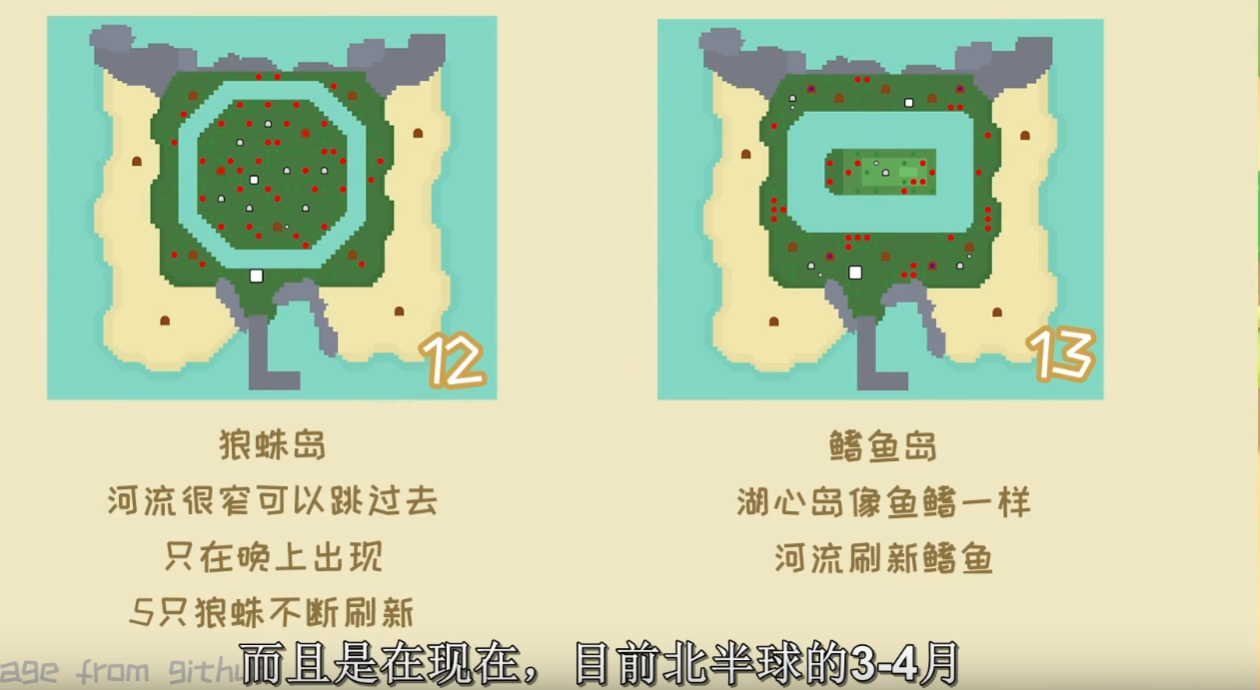 12
13
狼蛛岛
河流很窄可以跳过去
只在晚上出现
5只狼蛛不断刷新
鳍鱼岛
湖心岛像鱼鳍一样
河流刷新鳍鱼
age from githu
而且是在现在，目前北半球的3-4月